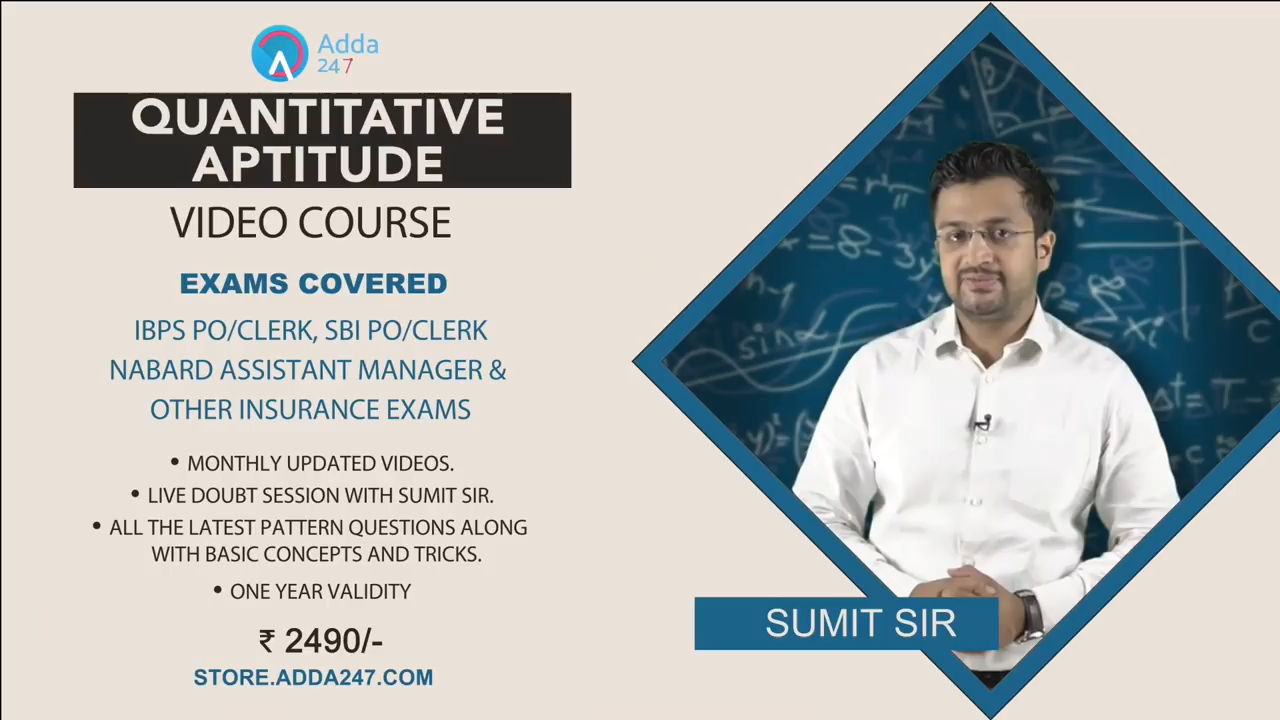 Adda
247
QUANTITATIVE
APTITUDE
VIDEO COURSE
EXAMS COVERED
IBPS PO/CLERK, SBI PO/CLERK
NABARD ASSISTANT MANAGER &
OTHER INSURANCE EXAMS
• MONTHLY UPDATED VIDEOS.
• LIVE DOUBT SESSION WITH SUMIT SIR.
• ALL THE LATEST PATTERN QUESTIONS ALONG
WITH BASIC CONCEPTS AND TRICKS.
• ONE YEAR VALIDITY
₹ 2490/-
STORE.ADDA247.COM
sinα
SUMIT SIR